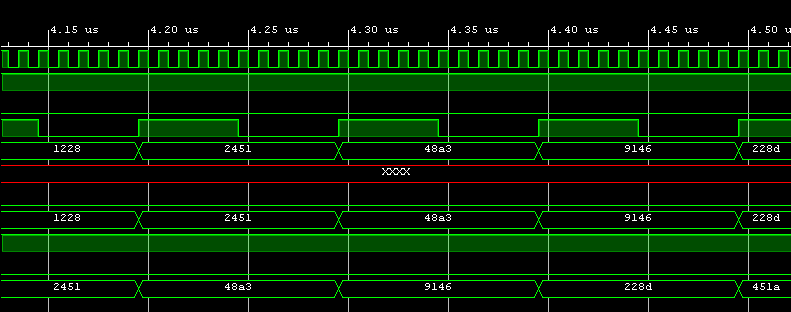 4.15 us 4.20 us 4.25 us 4.30 us 4.35 us 4.40 us 4.45 us 4.50 us
1228 2451 48a3 9146 228d
XXXX
1228 2451 48a3 9146 228d
2451 48a3 9146 228d 451a